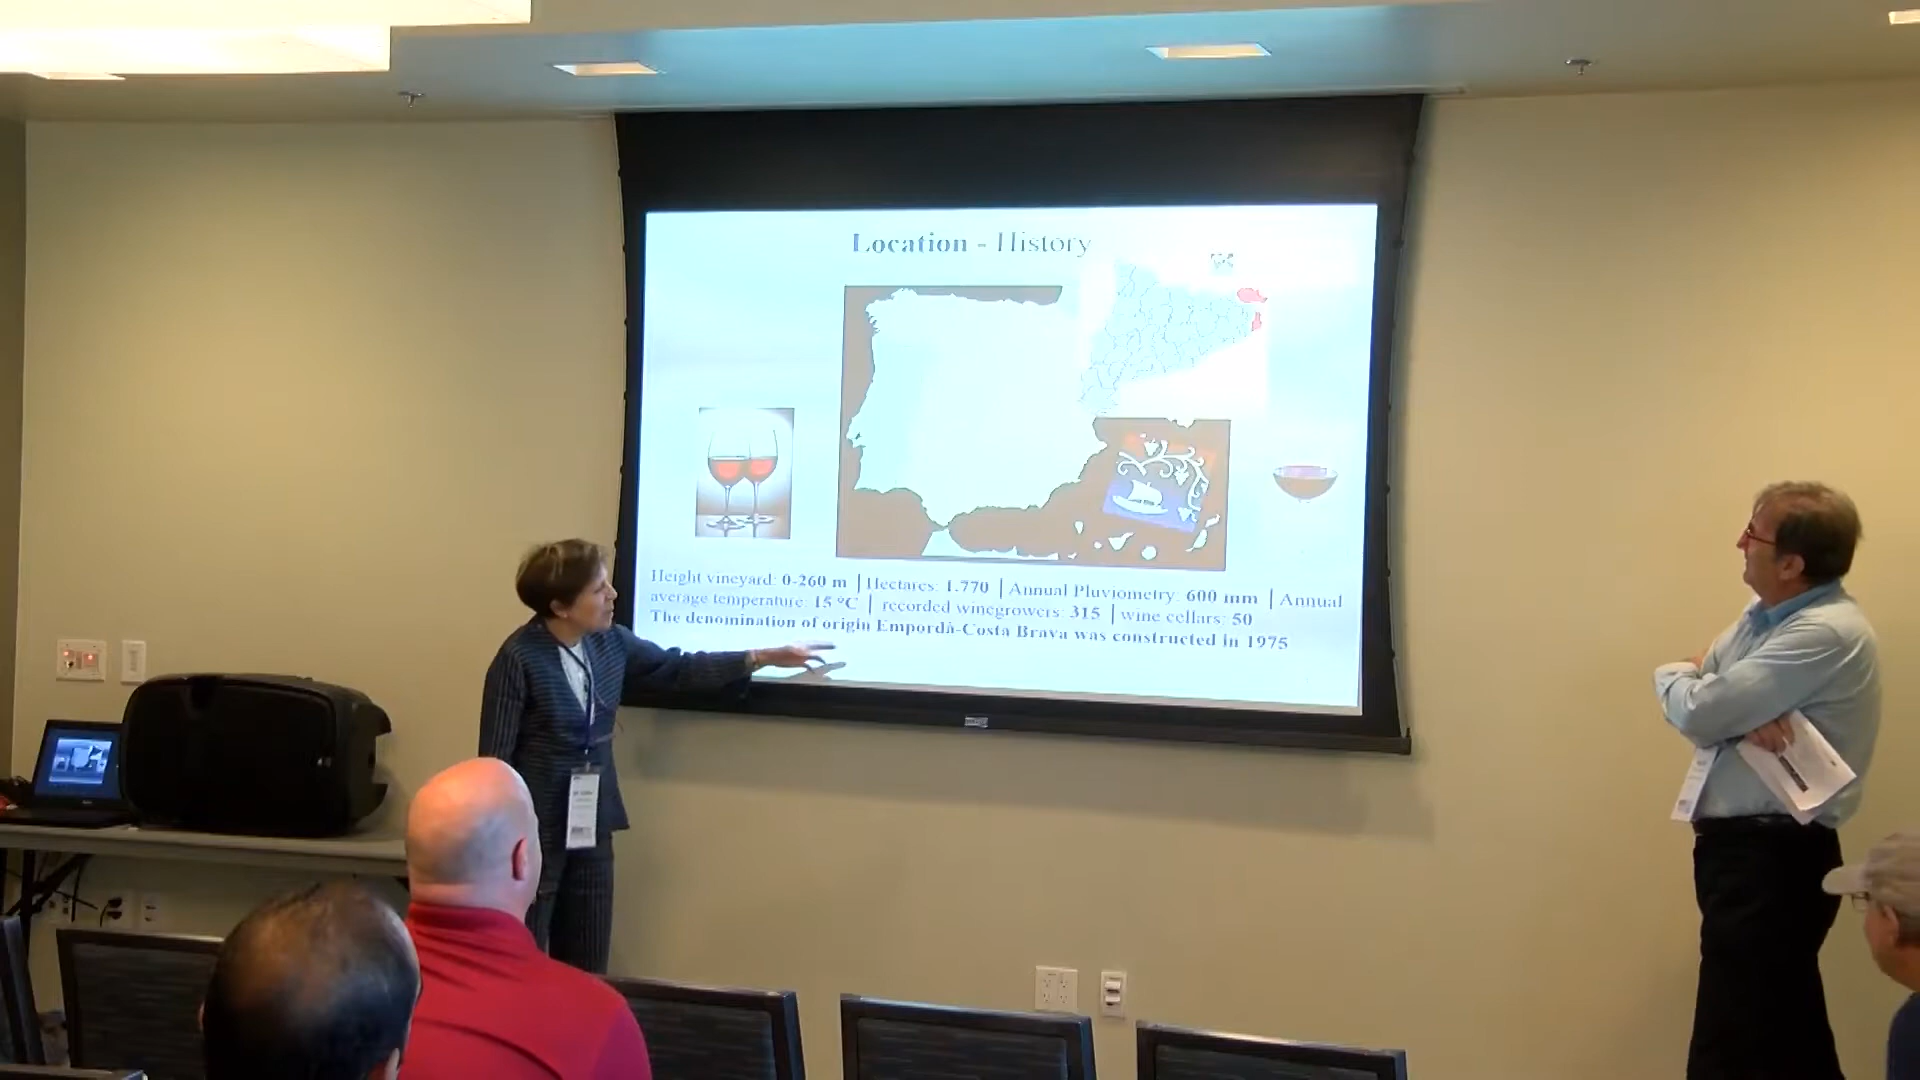 Location - History
Height vineyard: 0-260 m | Hectares: 1.770 | Annual Pluviometry: 600 mm | Annual
average temperature: 15 ºC | recorded winegrowers: 315 | wine cellars: 50
The denomination of origin Empordà-Costa Brava was constructed in 1975